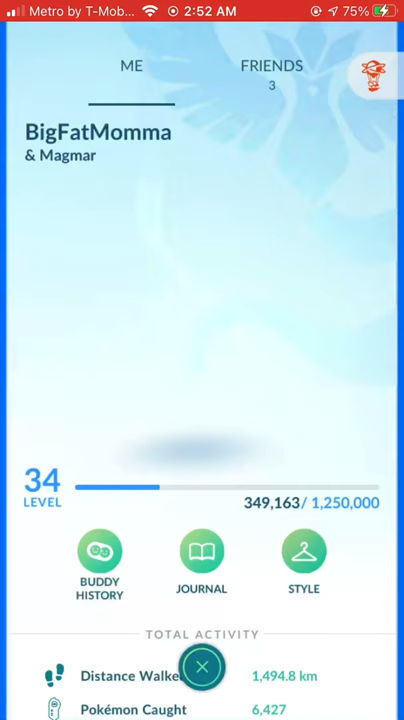 Metro by T-Mob... 2:52 AM 75%
ME FRIENDS
3
BigFatMomma
& Magmar
34
LEVEL
349,163/ 1,250,000
BUDDY HISTORY JOURNAL STYLE
TOTAL ACTIVITY
Distance Walke 1,494.8 km
Pokémon Caught 6,427